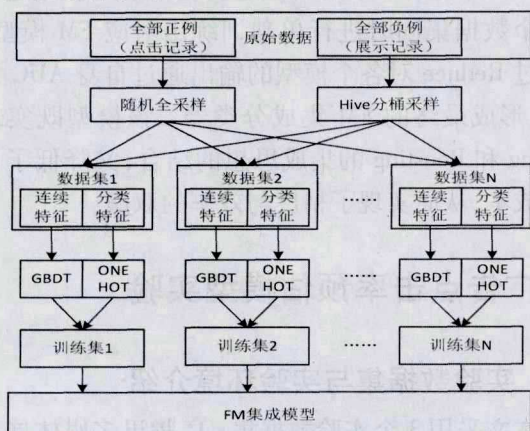 全部正例
(点击记录)
原始数据
全部负例
(展示记录)
随机全采样
Hive分桶采样
数据集1
数据集2
数据集N
连续
特征
分类
特征
连续
特征
分类
特征
……
连续
特征
分类
特征
GBDT
ONE
HOT
GBDT
ONE
HOT
……
GBDT
ONE
HOT
训练集1
训练集2
……
训练集N
FM集成模型